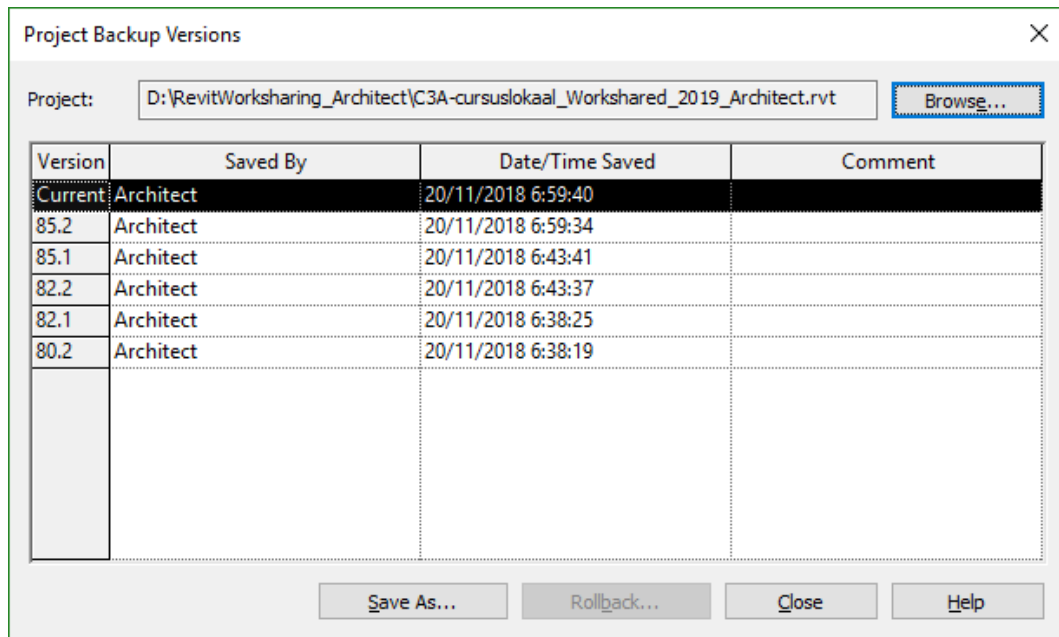 Project Backup Versions
Project: D:\RevitWorksharing_Architect\C3A-cursuslokaal_Workshared_2019_Architect.rvt Browse...
Version Saved By Date/Time Saved Comment
Current Architect 20/11/2018 6:59:40
85.2 Architect 20/11/2018 6:59:34
85.1 Architect 20/11/2018 6:43:41
82.2 Architect 20/11/2018 6:43:37
82.1 Architect 20/11/2018 6:38:25
80.2 Architect 20/11/2018 6:38:19
Save As... Rollback... Close Help